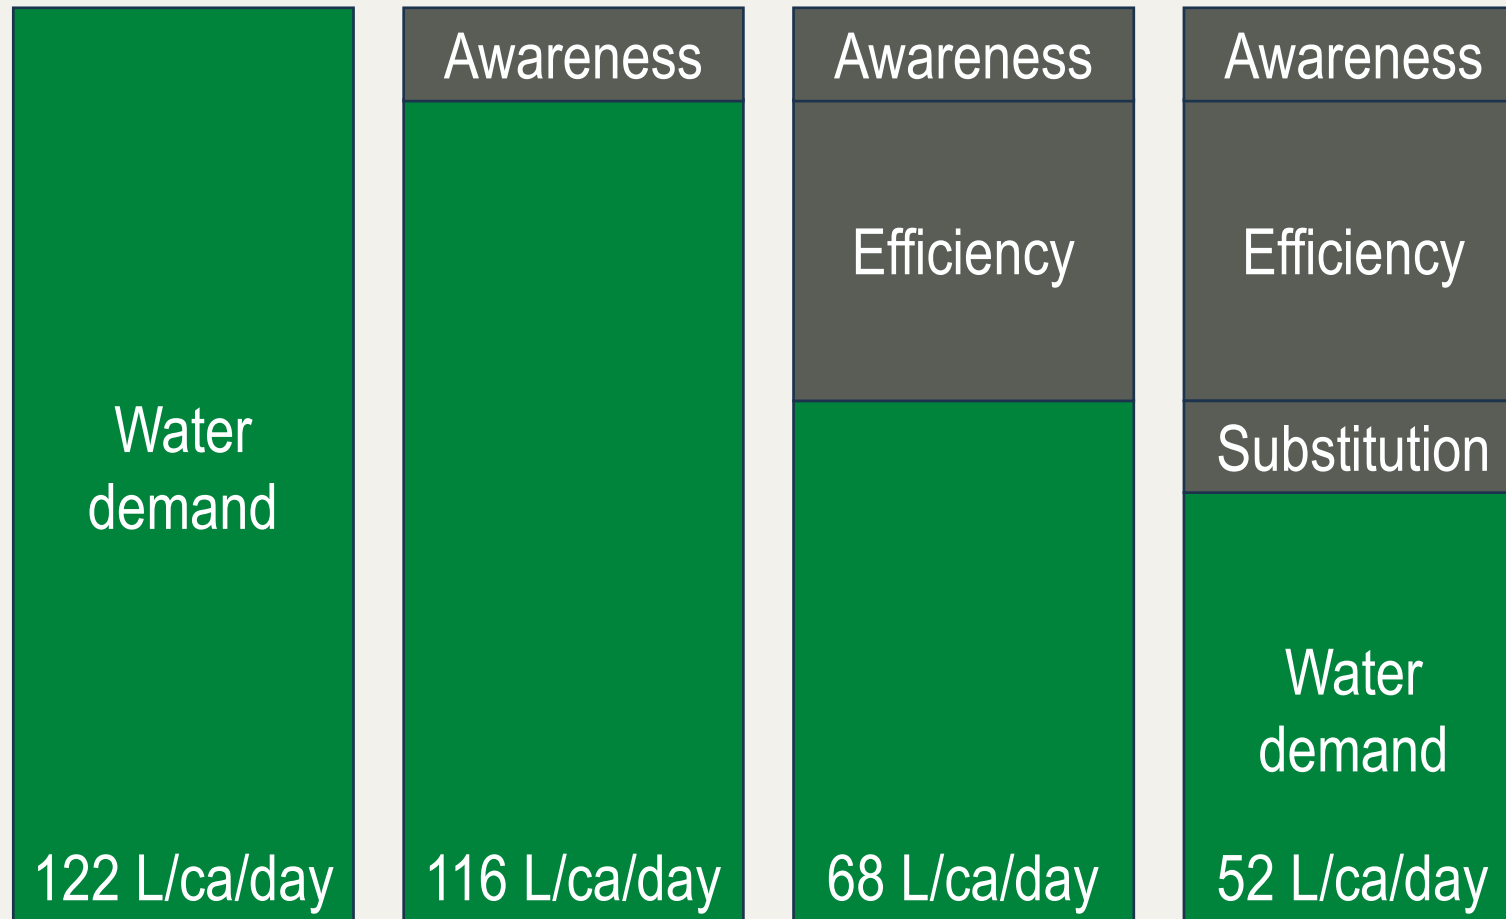 Water
demand
122 L/ca/day
Awareness
116 L/ca/day
Awareness
Efficiency
68 L/ca/day
Awareness
Efficiency
Substitution
Water
demand
52 L/ca/day